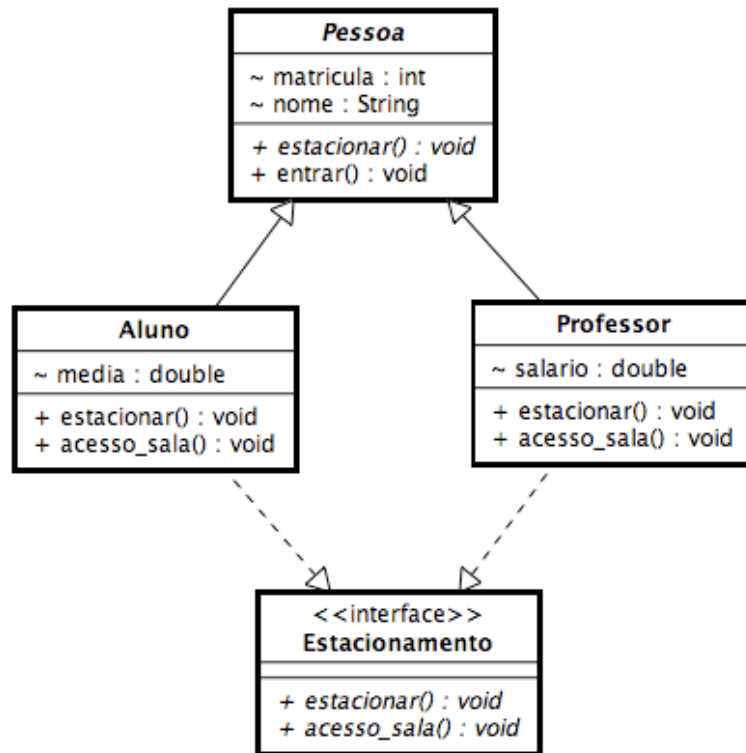 Pessoa
~ matricula : int
~ nome : String
+ estacionar() : void
+ entrar() : void
Aluno
~ media : double
+ estacionar() : void
+ acesso_sala() : void
Professor
~ salario : double
+ estacionar() : void
+ acesso_sala() : void
<<interface>>
Estacionamento
+ estacionar() : void
+ acesso_sala() : void